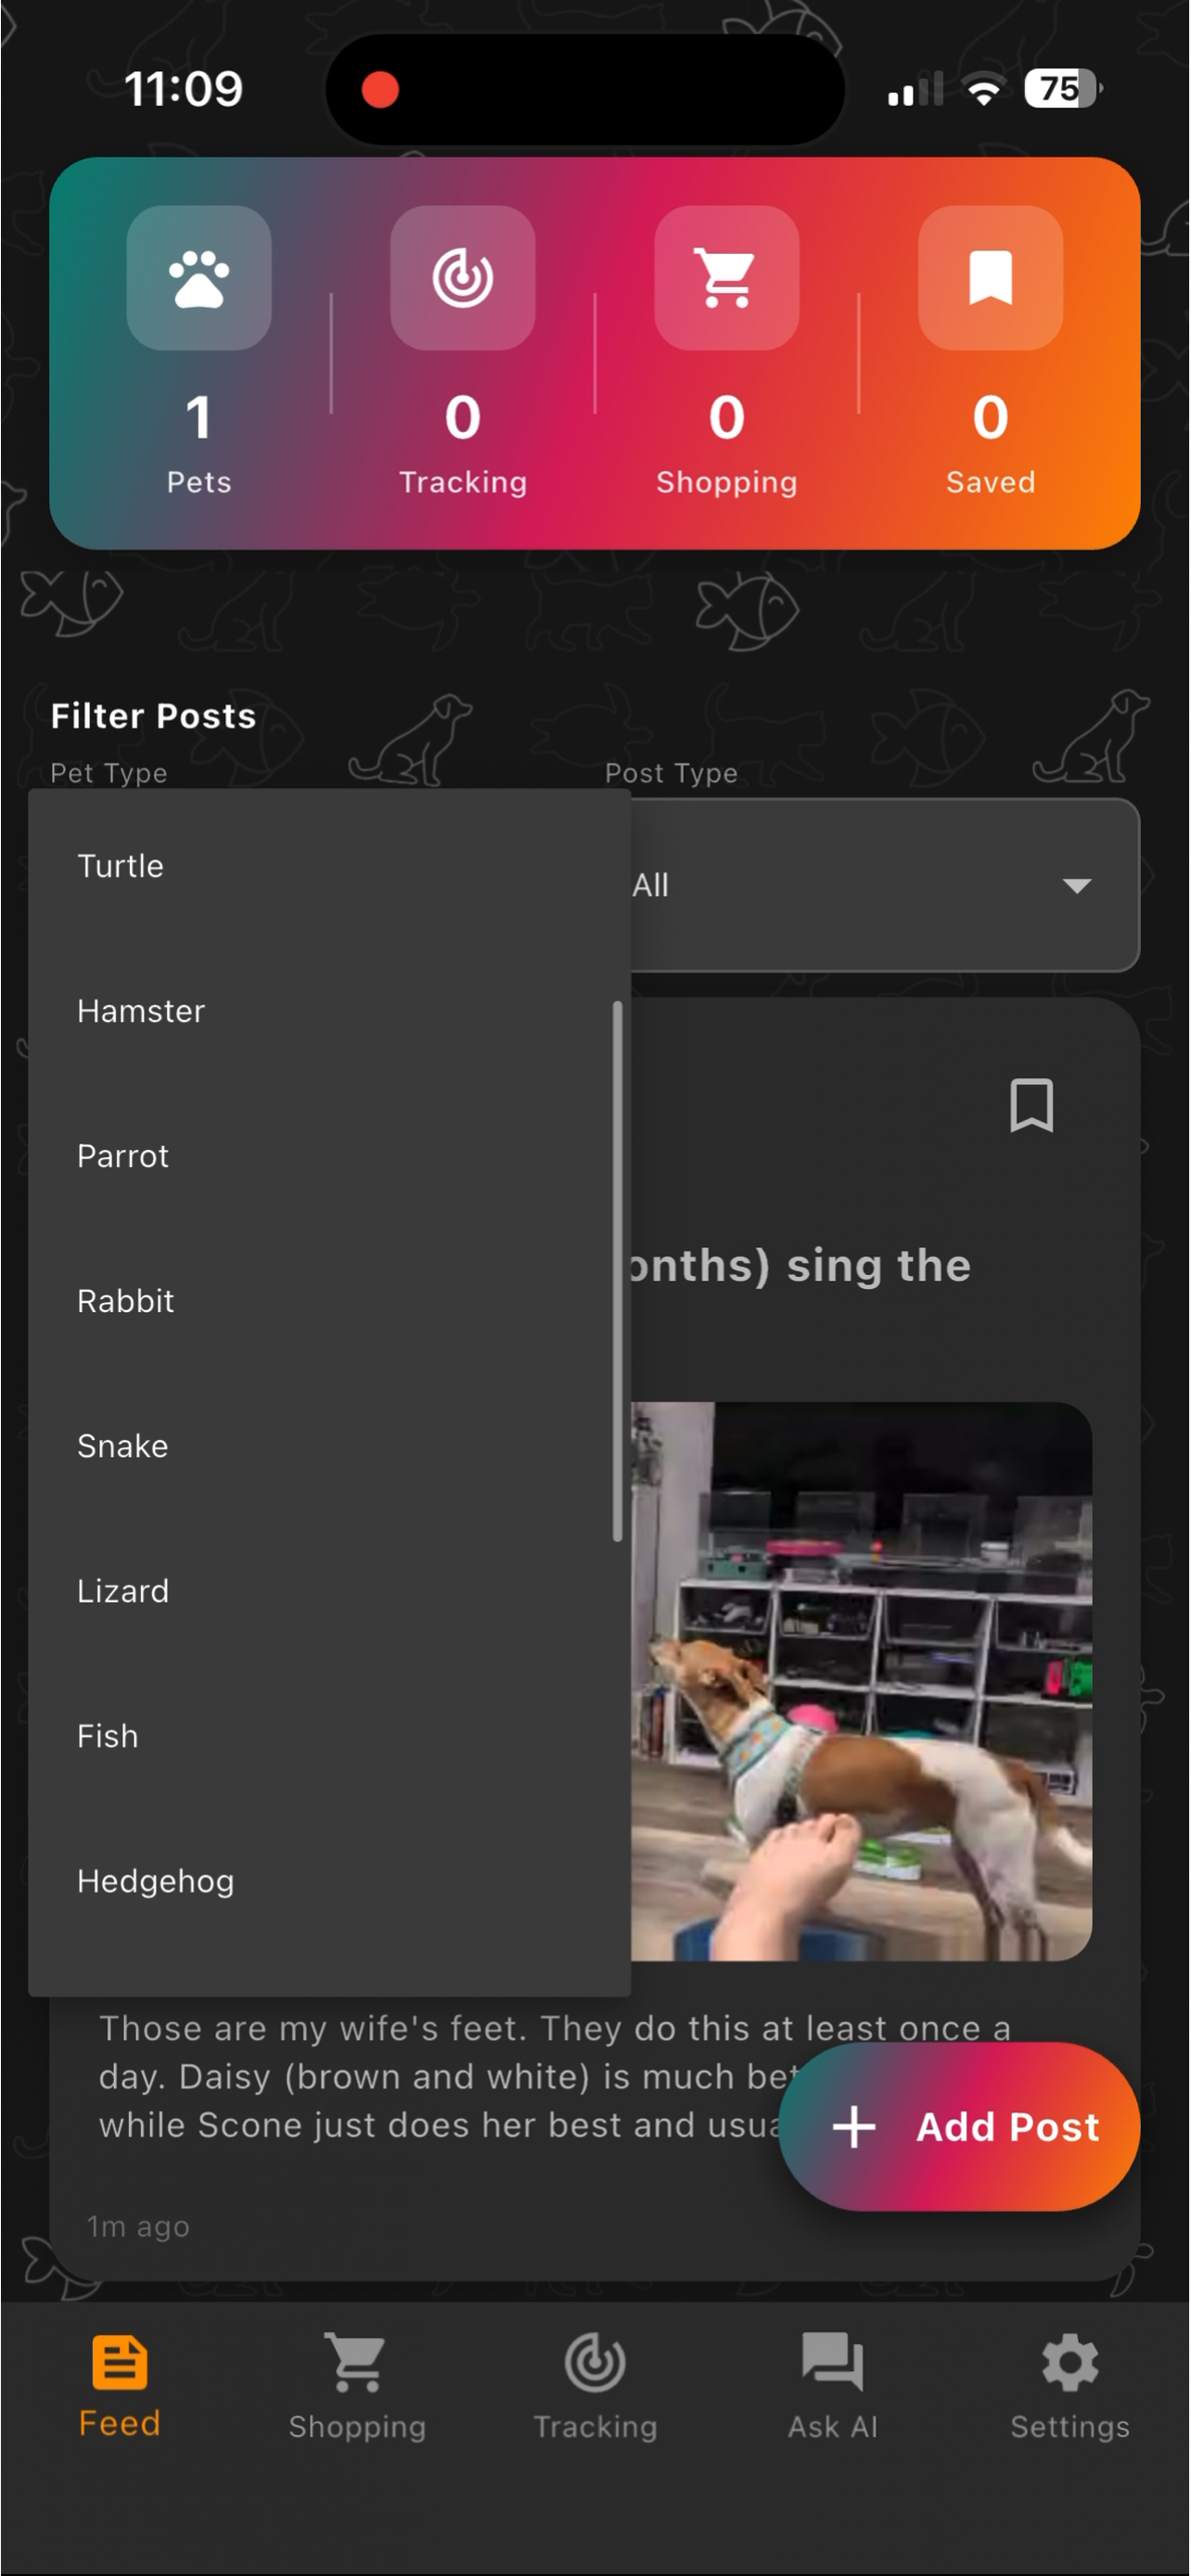 11:09
75
1
0
0
0
Pets
Tracking
Shopping
Saved
Filter Posts
Pet Type
Post Type
Turtle
All
Hamster
Parrot
onths) sing the
Rabbit
Snake
Lizard
Fish
Hedgehog
Those are my wife's feet. They do this at least once a
day. Daisy (brown and white) is much bet
while Scone just does her best and usua
Add Post
1m ago
Feed
Shopping
Tracking
Ask AI
Settings